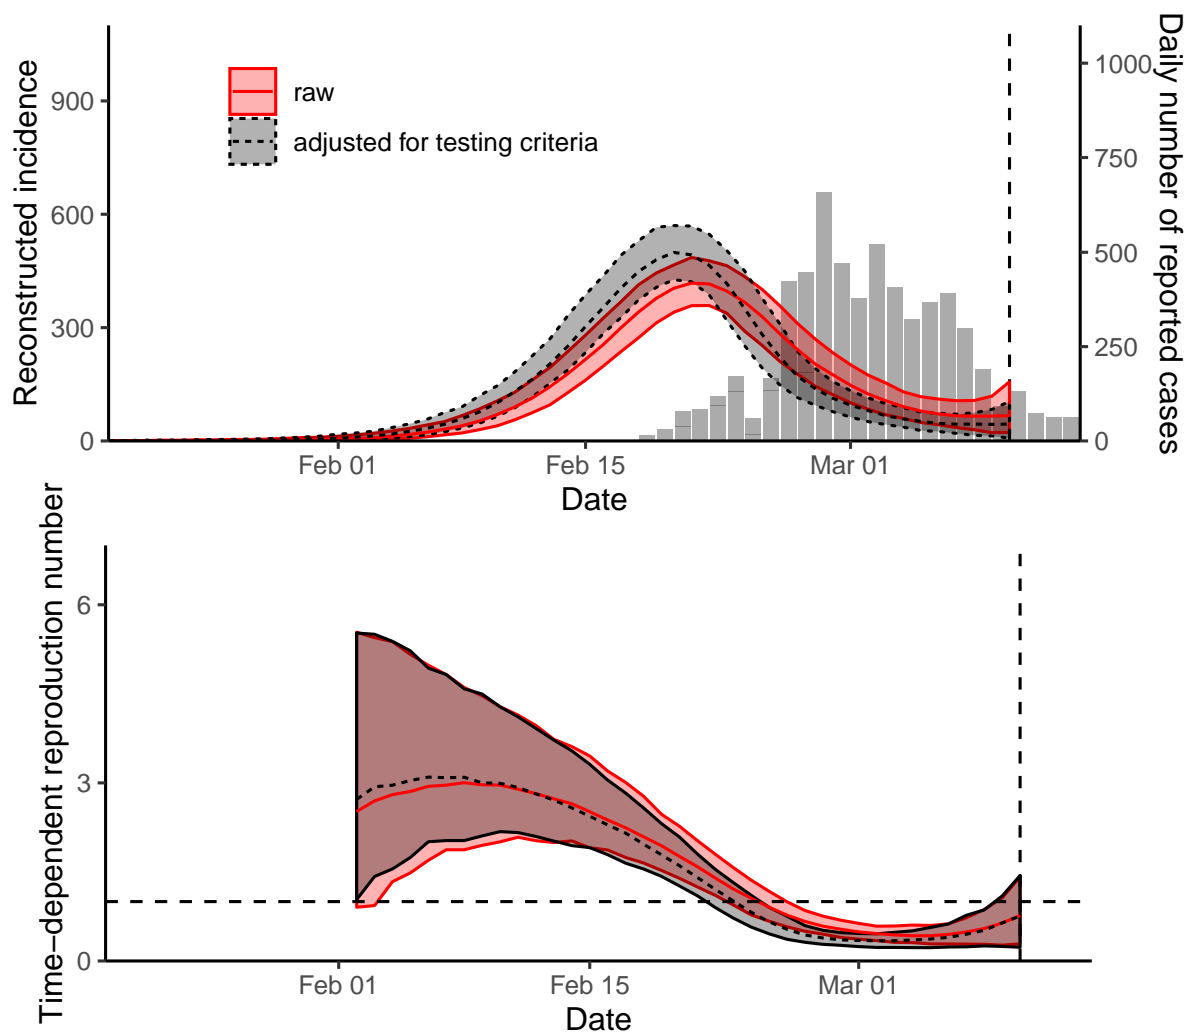 Reconstructed incidence
900
600
300
0
raw
adjusted for testing criteria
1000
750
500
250
0
Daily number of reported cases
Feb 01
Feb 15
Mar 01
Date
Time−dependent reproduction number
6
3
0
Feb 01
Feb 15
Mar 01
Date